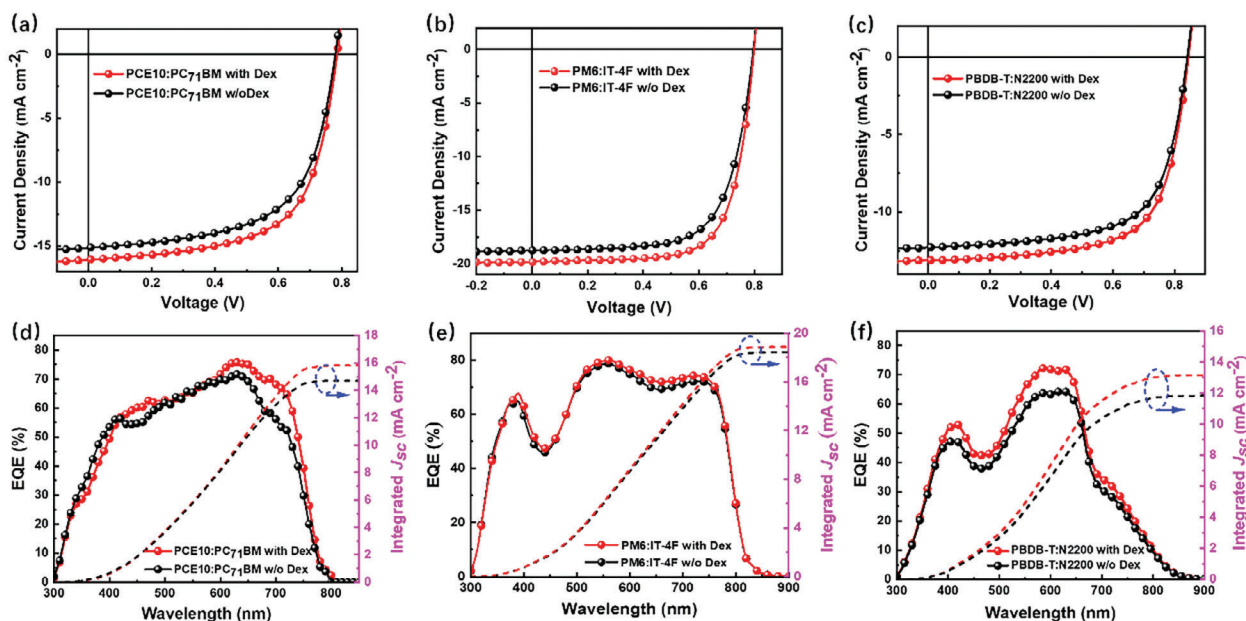 (a)
Current Density (mA cm⁻²)
0
-5
-10
-15
PCE10:PC₇₁BM with Dex
PCE10:PC₇₁BM w/oDex
0.0 0.2 0.4 0.6 0.8
Voltage (V)
(b)
Current Density (mA cm⁻²)
0
-5
-10
-15
-20
PM6:IT-4F with Dex
PM6:IT-4F w/o Dex
-0.2 0.0 0.2 0.4 0.6 0.8
Voltage (V)
(c)
Current Density (mA cm⁻²)
0
-5
-10
PBDB-T:N2200 with Dex
PBDB-T:N2200 w/o Dex
0.0 0.2 0.4 0.6 0.8
Voltage (V)
(d)
EQE (%)
80
70
60
50
40
30
20
10
0
PCE10:PC₇₁BM with Dex
PCE10:PC₇₁BM w/o Dex
300 400 500 600 700 800
Wavelength (nm)
18
16
14
12
10
8
6
4
2
0
Integrated J_SC (mA cm⁻²)
(e)
EQE (%)
80
60
40
20
0
PM6:IT-4F with Dex
PM6:IT-4F w/o Dex
300 400 500 600 700 800 900
Wavelength (nm)
20
18
15
12
9
6
3
0
Integrated J_SC (mA cm⁻²)
(f)
EQE (%)
80
70
60
50
40
30
20
10
0
PBDB-T:N2200 with Dex
PBDB-T:N2200 w/o Dex
300 400 500 600 700 800 900
Wavelength (nm)
16
14
12
10
8
6
4
2
0
Integrated J_SC (mA cm⁻²)